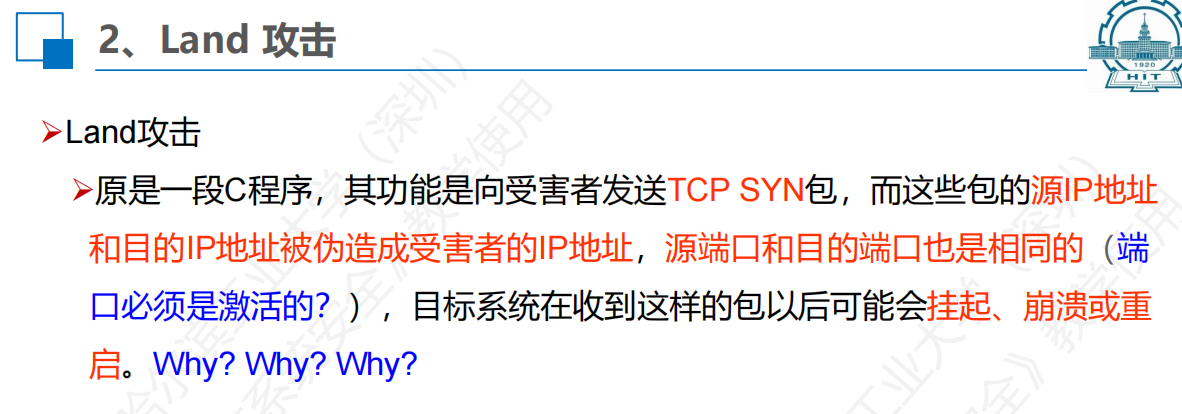 2、Land 攻击
1920
HIT
➢Land攻击
➢原是一段C程序，其功能是向受害者发送TCP SYN包，而这些包的源IP地址
和目的IP地址被伪造成受害者的IP地址，源端口和目的端口也是相同的（端
口必须是激活的？），目标系统在收到这样的包以后可能会挂起、崩溃或重
启。Why? Why? Why?